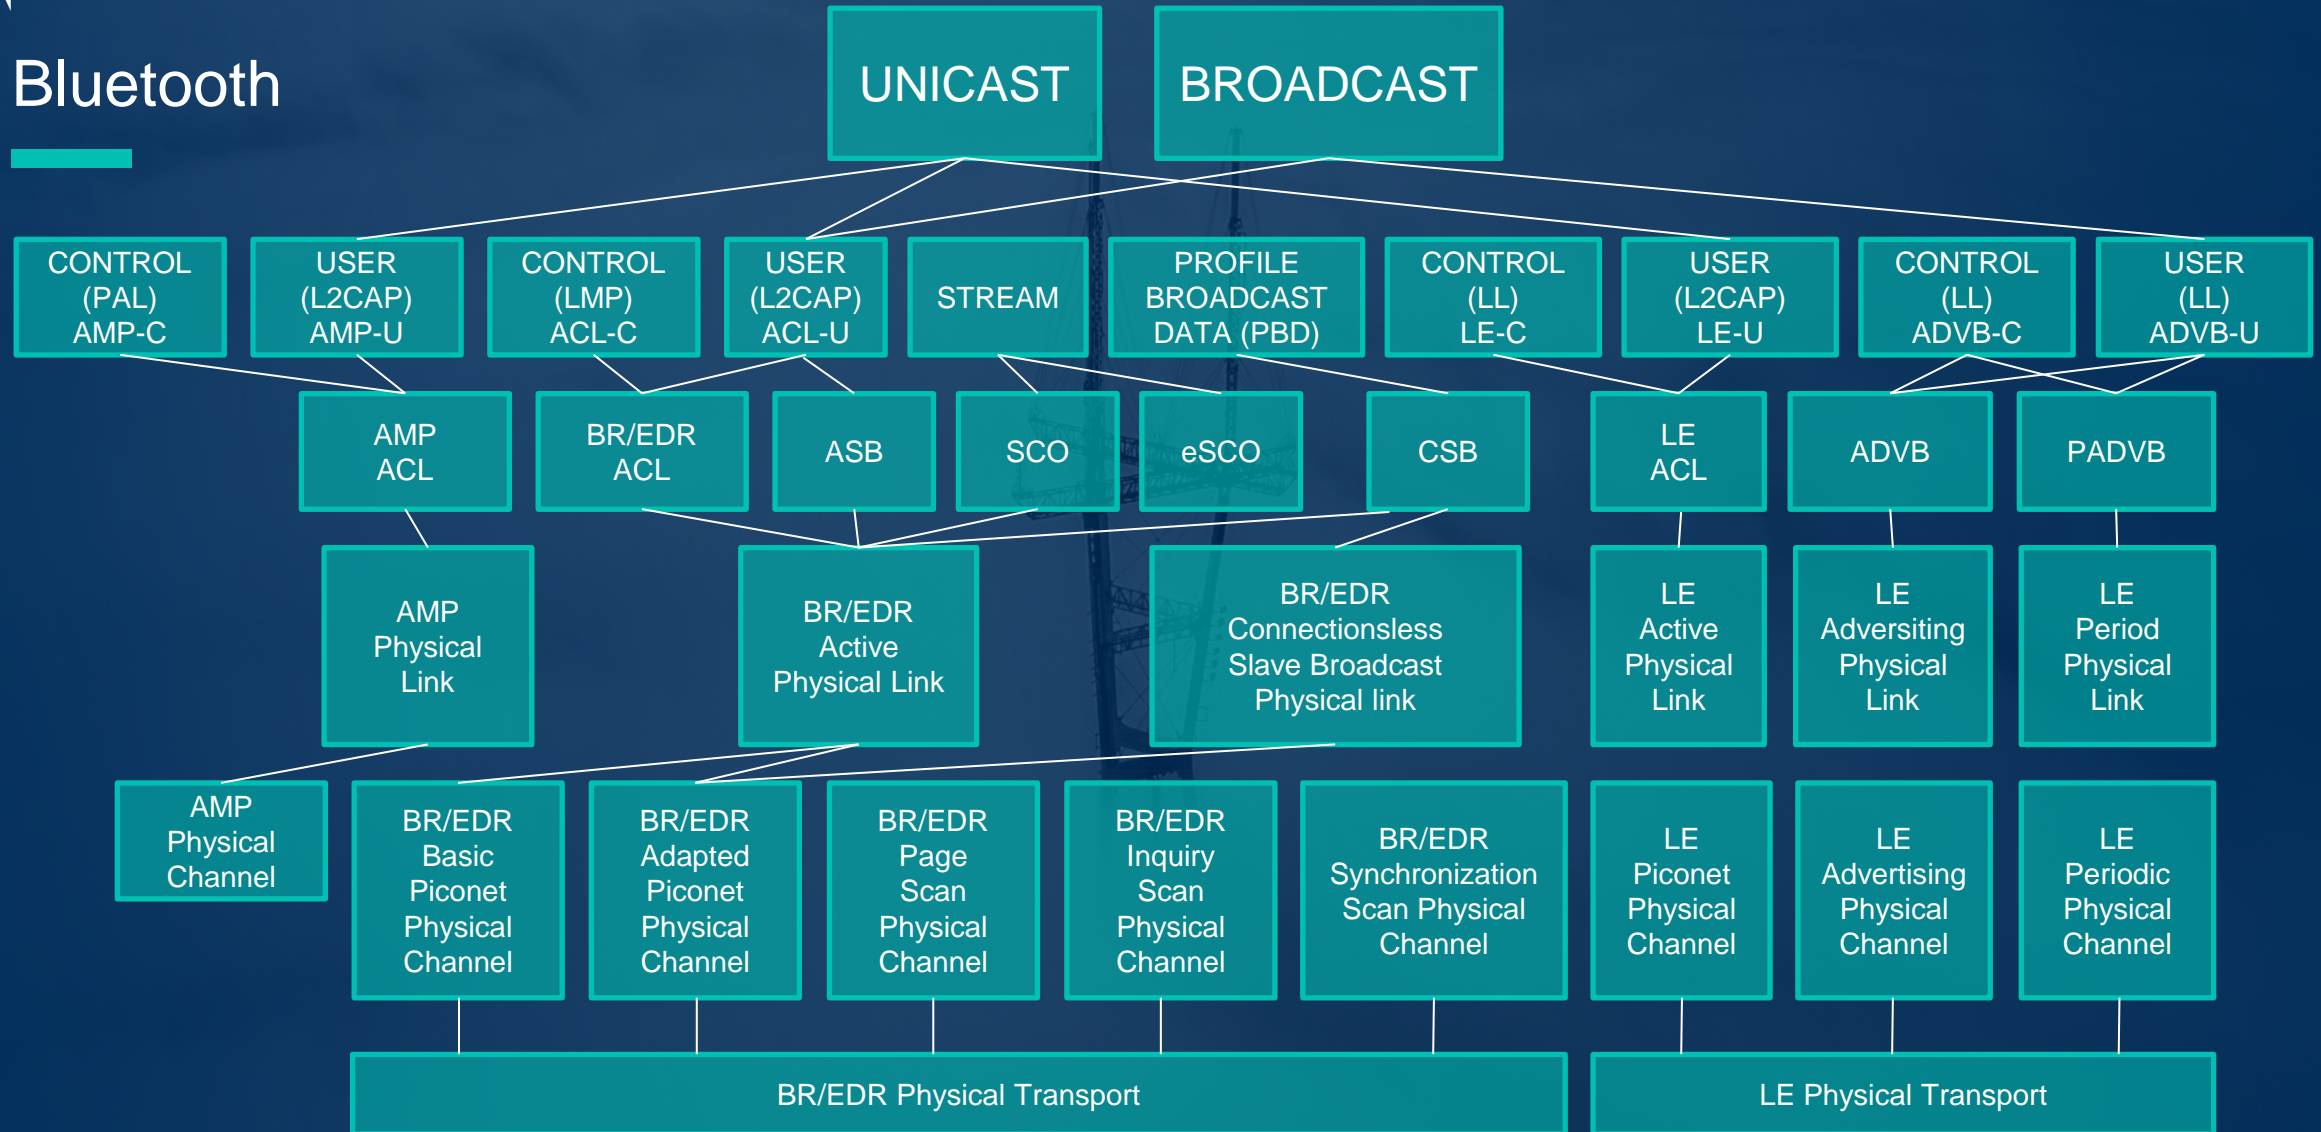 Bluetooth
UNICAST
BROADCAST
CONTROL
(PAL)
AMP-C
USER
(L2CAP)
AMP-U
CONTROL
(LMP)
ACL-C
USER
(L2CAP)
ACL-U
STREAM
PROFILE
BROADCAST
DATA (PBD)
CONTROL
(LL)
LE-C
USER
(L2CAP)
LE-U
CONTROL
(LL)
ADVB-C
USER
(LL)
ADVB-U
AMP
ACL
BR/EDR
ACL
ASB
SCO
eSCO
CSB
LE
ACL
ADVB
PADVB
AMP
Physical
Link
BR/EDR
Active
Physical Link
BR/EDR
Connectionsless
Slave Broadcast
Physical link
LE
Active
Physical
Link
LE
Adversiting
Physical
Link
LE
Period
Physical
Link
AMP
Physical
Channel
BR/EDR
Basic
Piconet
Physical
Channel
BR/EDR
Adapted
Piconet
Physical
Channel
BR/EDR
Page
Scan
Physical
Channel
BR/EDR
Inquiry
Scan
Physical
Channel
BR/EDR
Synchronization
Scan Physical
Channel
LE
Piconet
Physical
Channel
LE
Advertising
Physical
Channel
LE
Periodic
Physical
Channel
BR/EDR Physical Transport
LE Physical Transport